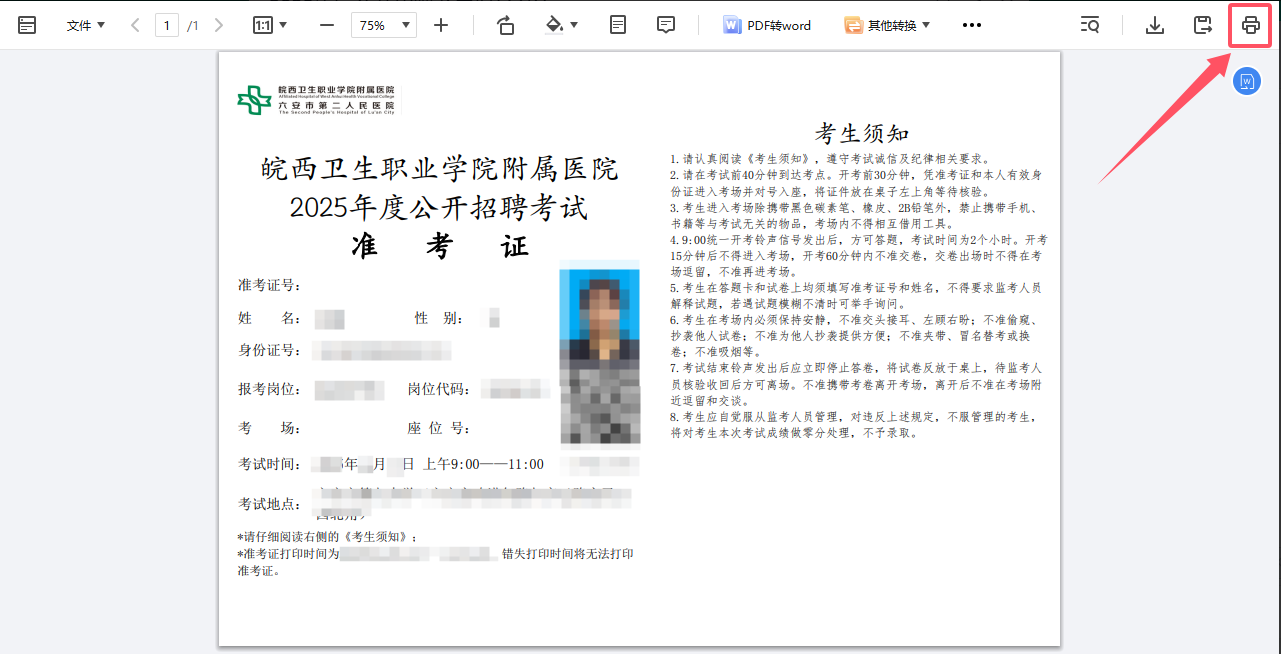 文件
1 /1
1:1
75%
PDF转word
其他转换
皖西卫生职业学院附属医院
Affiliated Hospital of West Anhui Health Vocational College
六安市第二人民医院
The Second People's Hospital of Lu'an City
皖西卫生职业学院附属医院
2025年度公开招聘考试
准 考 证
准考证号：
姓 名： 性 别：
身份证号：
报考岗位： 岗位代码：
考 场： 座 位 号：
考试时间： 年 月 日 上午9:00——11:00
考试地点：
*请仔细阅读右侧的《考生须知》；
*准考证打印时间为 错失打印时间将无法打印
准考证。
考生须知
1.请认真阅读《考生须知》，遵守考试诚信及纪律相关要求。
2.请在考试前40分钟到达考点。开考前30分钟，凭准考证和本人有效身
份证进入考场并对号入座，将证件放在桌子左上角等待核验。
3.考生进入考场除携带黑色碳素笔、橡皮、2B铅笔外，禁止携带手机、
书籍等与考试无关的物品，考场内不得相互借用工具。
4.9:00统一开考铃声信号发出后，方可答题，考试时间为2个小时。开考
15分钟后不得进入考场，开考60分钟内不准交卷，交卷出场时不得在考
场逗留，不准再进考场。
5.考生在答题卡和试卷上均须填写准考证号和姓名，不得要求监考人员
解释试题，若遇试题模糊不清时可举手询问。
6.考生在考场内必须保持安静，不准交头接耳、左顾右盼；不准偷窥、
抄袭他人试卷；不准为他人抄袭提供方便；不准夹带、冒名替考或换
卷；不准吸烟等。
7.考试结束铃声发出后应立即停止答卷，将试卷反放于桌上，待监考人
员核验收回后方可离场。不准携带考卷离开考场，离开后不准在考场附
近逗留和交谈。
8.考生应自觉服从监考人员管理，对违反上述规定，不服管理的考生，
将对考生本次考试成绩做零分处理，不予录取。